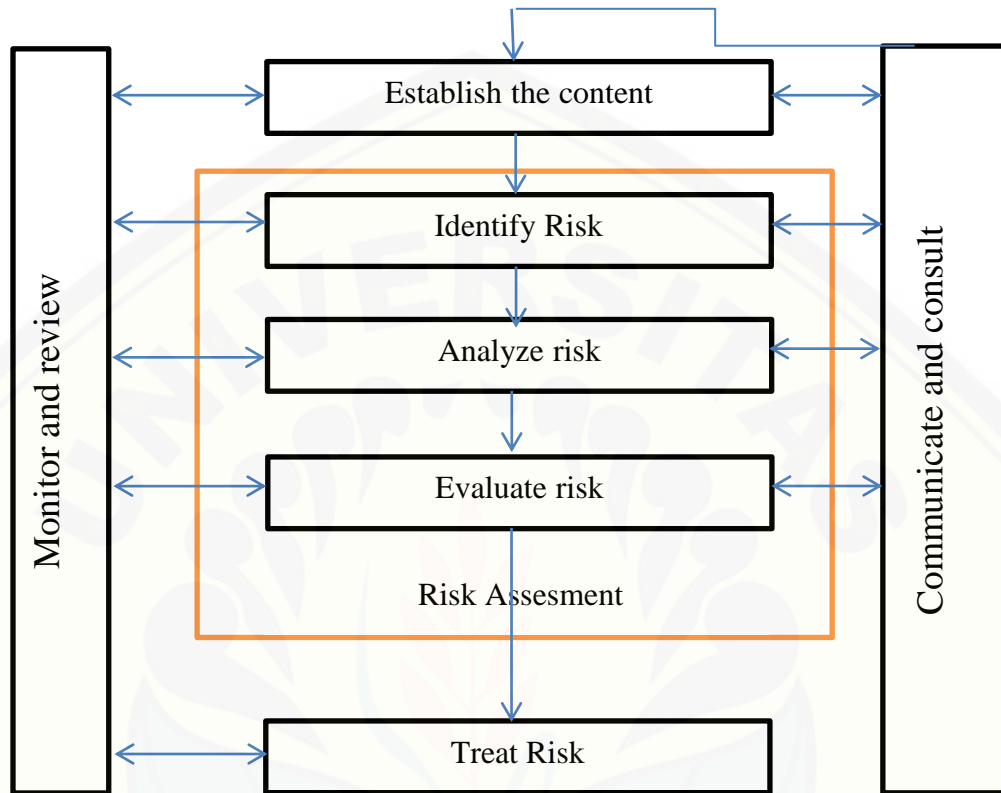 Establish the content
Identify Risk
Analyze risk
Evaluate risk
Risk Assesment
Treat Risk
Monitor and review
Communicate and consult
UNIVERSITAS